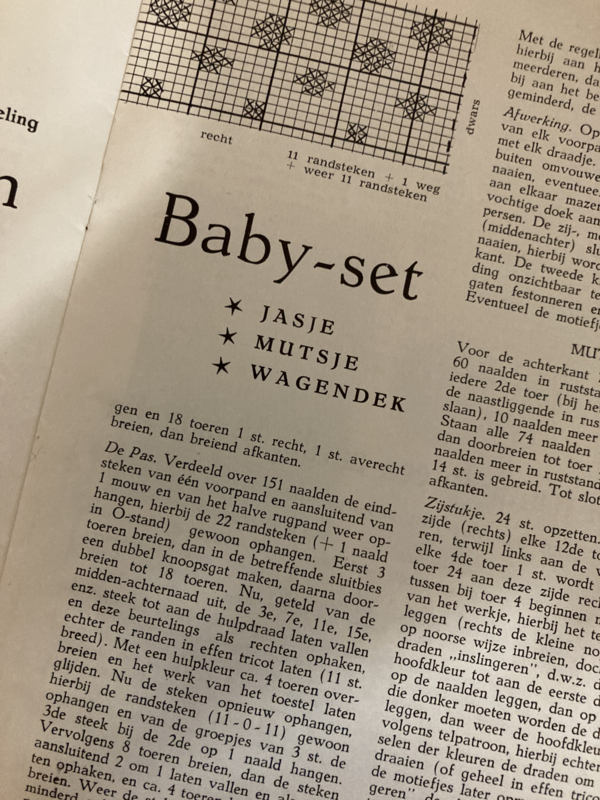 eling
n
recht
dwars
11 randsteken + 1 weg
+ weer 11 randsteken
Baby-set
✶ JASJE
✶ MUTSJE
✶ WAGENDEK
gen en 18 toeren 1 st. recht, 1 st. averecht
breien, dan breiend afkanten.
De Pas. Verdeeld over 151 naalden de eind-
steken van één voorpand en aansluitend van
1 mouw en van het halve rugpand weer op-
hangen, hierbij de 22 randsteken (+ 1 naald
in O-stand) gewoon ophangen. Eerst 3
toeren breien, dan in de betreffende sluitbies
een dubbel knoopsgat maken, daarna door-
breien tot 18 toeren. Nu, geteld van de
midden-achternaad uit, de 3e, 7e, 11e, 15e,
enz. steek tot aan de hulpdraad laten vallen
en deze beurtelings als rechten ophaken,
echter de randen in effen tricot laten (11 st.
breed). Met een hulpkleur ca. 4 toeren over-
breien en het werk van het toestel laten
glijden. Nu de steken opnieuw ophangen,
hierbij de randsteken (11-0-11) gewoon
ophangen en van de groepjes van 3 st. de
3de steek bij de 2de op 1 naald hangen.
Vervolgens 8 toeren breien, dan de steken
aansluitend 2 om 1 laten vallen en als
ten ophaken, en ca. 4 toeren
breien. Weer de
Met de regel
hierbij aan h
meerderen, da
bij aan het be
geminderd, de
Afwerking. Op
van elk voorpa
met elk draadje.
buiten omvouwe
naaien, eventuee
aan elkaar mazer
vochtige doek aan
persen. De zij-, m
(middenachter) slu
naaien, hierbij word
kant. De tweede k
ding onzichtbaar te
gaten festonneren en
Eventueel de motiefj
MUT
Voor de achterkant
60 naalden in ruststa
iedere 2de toer (bij he
de naastliggende in rus
slaan), 10 naalden meer
Staan alle 74 naalden
dan doorbreien tot toer
naalden meer in ruststand
14 st. is gebreid. Tot slot
afkanten.
Zijstukje. 24 st. opzetten.
zijde (rechts) elke 12de to
ren, terwijl links aan de v
elke 4de toer 1 st. wordt
toer 24 aan deze zijde rec
tussen bij toer 4 beginnen m
van het werkje, hierbij het te
leggen (rechts de kleine no
op noorse wijze inbreien, doc
draden „inslingeren", d.w.z. d
hoofdkleur tot aan de eerste d
op de naalden leggen, dan op
die donker moeten worden de d
leggen, dan weer de hoofdkleu
volgens telpatroon, hierbij echter
selen der kleuren de draden om
draaien (of geheel in effen tric
de motiefjes later op
geren" de